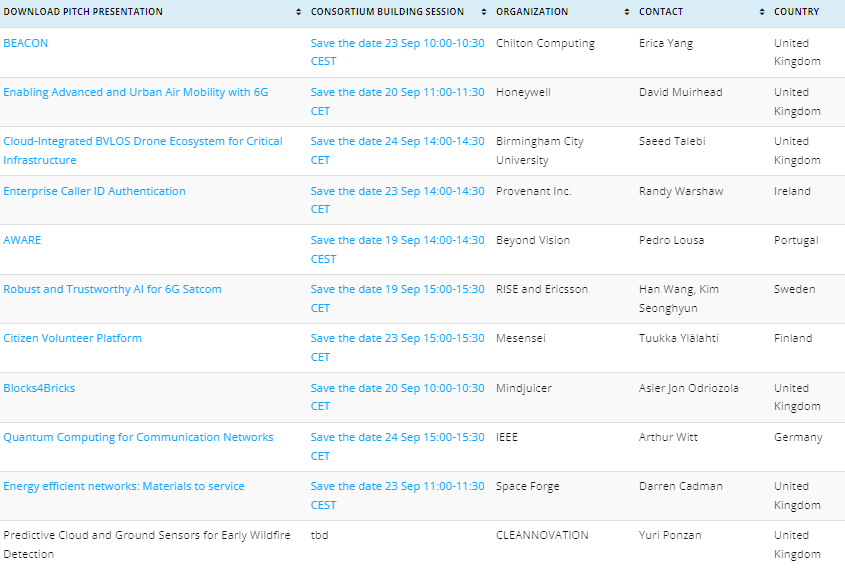 DOWNLOAD PITCH PRESENTATION CONSORTIUM BUILDING SESSION ORGANIZATION CONTACT COUNTRY
BEACON Save the date 23 Sep 10:00-10:30 Chilton Computing Erica Yang United
CEST Kingdom
Enabling Advanced and Urban Air Mobility with 6G Save the date 20 Sep 11:00-11:30 Honeywell David Muirhead United
CET Kingdom
Cloud-Integrated BVLOS Drone Ecosystem for Critical Save the date 24 Sep 14:00-14:30 Birmingham City Saeed Talebi United
Infrastructure CET University Kingdom
Enterprise Caller ID Authentication Save the date 23 Sep 14:00-14:30 Provenant Inc. Randy Warshaw Ireland
CET
AWARE Save the date 19 Sep 14:00-14:30 Beyond Vision Pedro Lousa Portugal
CEST
Robust and Trustworthy AI for 6G Satcom Save the date 19 Sep 15:00-15:30 RISE and Ericsson Han Wang, Kim Sweden
CET Seonghyun
Citizen Volunteer Platform Save the date 23 Sep 15:00-15:30 Mesensei Tuukka Ylälahti Finland
CET
Blocks4Bricks Save the date 20 Sep 10:00-10:30 Mindjuicer Asier Jon Odriozola United
CET Kingdom
Quantum Computing for Communication Networks Save the date 24 Sep 15:00-15:30 IEEE Arthur Witt Germany
CET
Energy efficient networks: Materials to service Save the date 23 Sep 11:00-11:30 Space Forge Darren Cadman United
CEST Kingdom
Predictive Cloud and Ground Sensors for Early Wildfire tbd CLEANNOVATION Yuri Ponzan United
Detection Kingdom